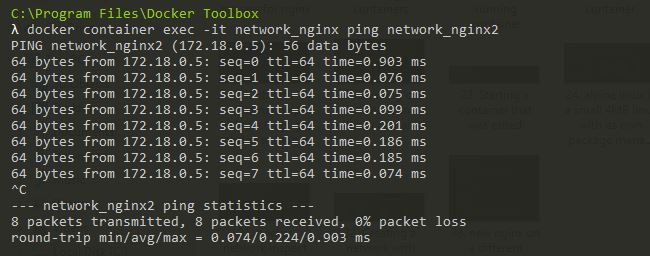 C:\Program Files\Docker Toolbox
λ docker container exec -it network_nginx ping network_nginx2
PING network_nginx2 (172.18.0.5): 56 data bytes
64 bytes from 172.18.0.5: seq=0 ttl=64 time=0.903 ms
64 bytes from 172.18.0.5: seq=1 ttl=64 time=0.076 ms
64 bytes from 172.18.0.5: seq=2 ttl=64 time=0.075 ms
64 bytes from 172.18.0.5: seq=3 ttl=64 time=0.099 ms
64 bytes from 172.18.0.5: seq=4 ttl=64 time=0.201 ms
64 bytes from 172.18.0.5: seq=5 ttl=64 time=0.186 ms
64 bytes from 172.18.0.5: seq=6 ttl=64 time=0.185 ms
64 bytes from 172.18.0.5: seq=7 ttl=64 time=0.074 ms
^C
--- network_nginx2 ping statistics ---
8 packets transmitted, 8 packets received, 0% packet loss
round-trip min/avg/max = 0.074/0.224/0.903 ms